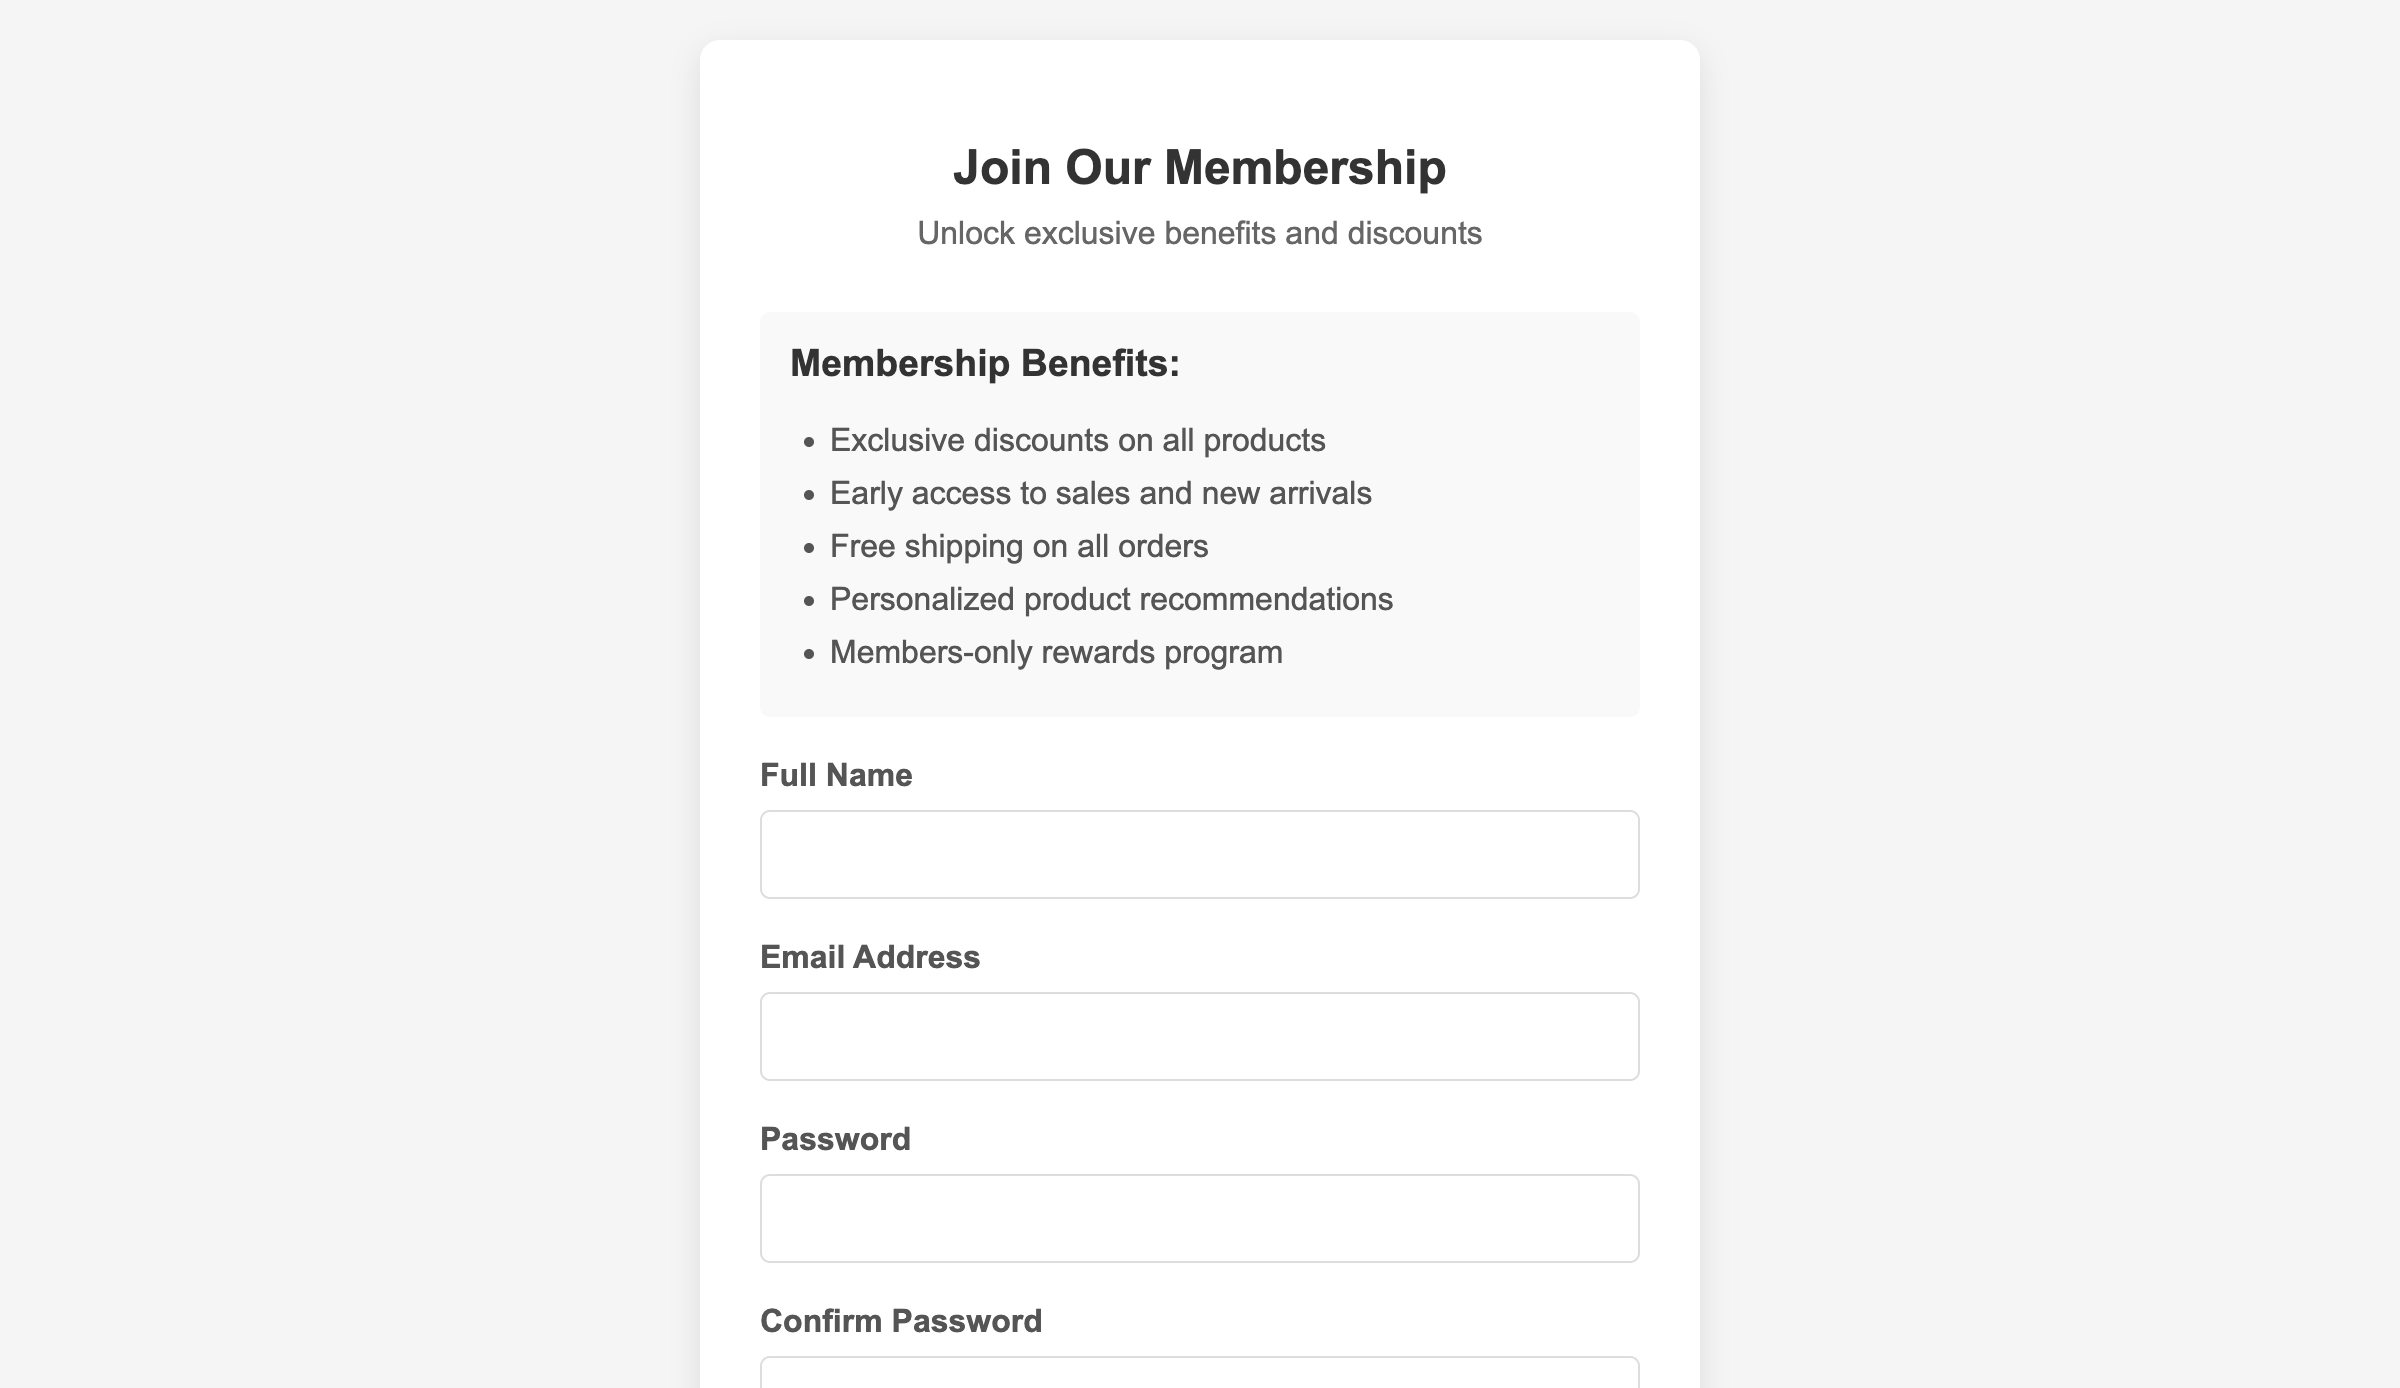 Join Our Membership
Unlock exclusive benefits and discounts
Membership Benefits:
Exclusive discounts on all products
Early access to sales and new arrivals
Free shipping on all orders
Personalized product recommendations
Members-only rewards program
Full Name
Email Address
Password
Confirm Password